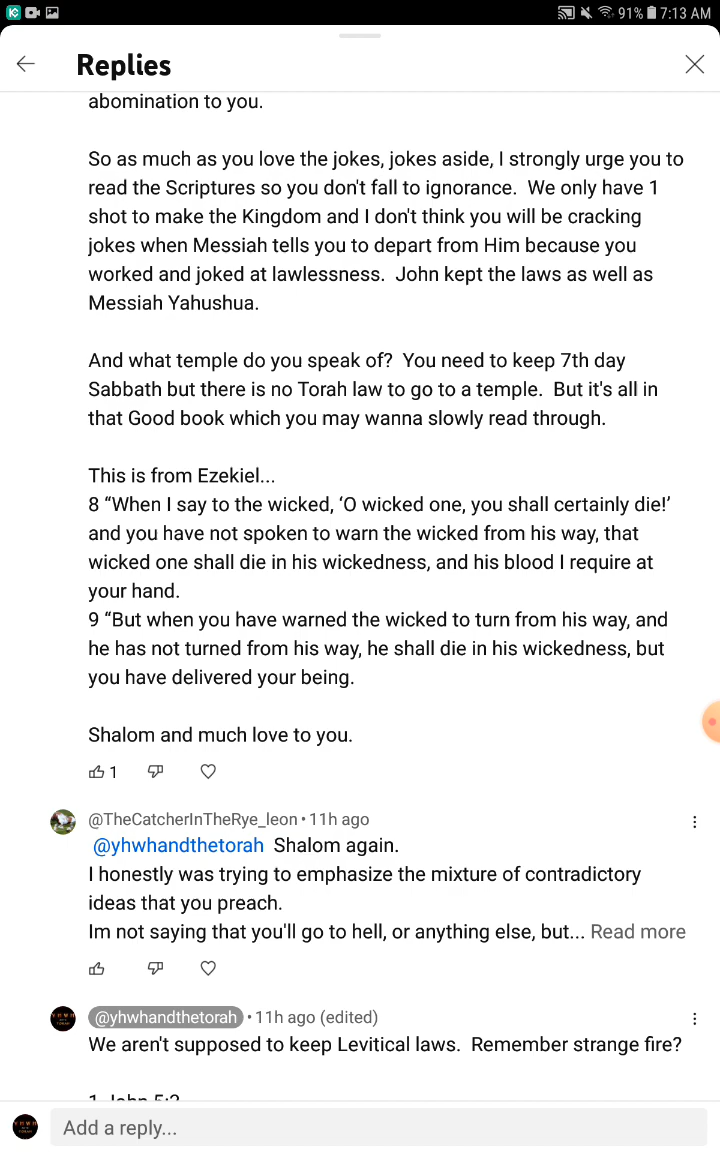 91% 7:13 AM
Replies
abomination to you.
So as much as you love the jokes, jokes aside, I strongly urge you to
read the Scriptures so you don't fall to ignorance.  We only have 1
shot to make the Kingdom and I don't think you will be cracking
jokes when Messiah tells you to depart from Him because you
worked and joked at lawlessness.  John kept the laws as well as
Messiah Yahushua.
And what temple do you speak of?  You need to keep 7th day
Sabbath but there is no Torah law to go to a temple.  But it's all in
that Good book which you may wanna slowly read through.
This is from Ezekiel...
8 “When I say to the wicked, ‘O wicked one, you shall certainly die!’
and you have not spoken to warn the wicked from his way, that
wicked one shall die in his wickedness, and his blood I require at
your hand.
9 “But when you have warned the wicked to turn from his way, and
he has not turned from his way, he shall die in his wickedness, but
you have delivered your being.
Shalom and much love to you.
1
@TheCatcherInTheRye_leon • 11h ago
@yhwhandthetorah  Shalom again.
I honestly was trying to emphasize the mixture of contradictory
ideas that you preach.
Im not saying that you'll go to hell, or anything else, but... Read more
@yhwhandthetorah • 11h ago (edited)
We aren't supposed to keep Levitical laws.  Remember strange fire?
1 John 5:2
Add a reply...